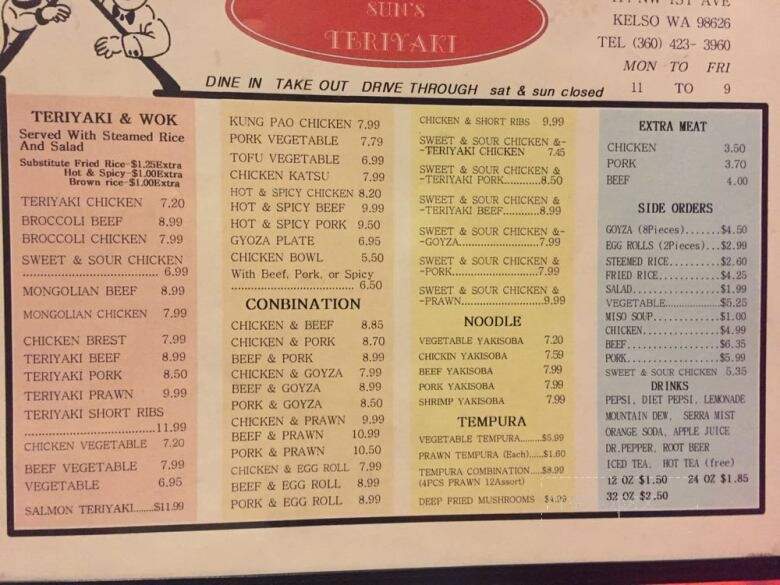 SUN'S
TERIYAKI
NW 1ST AVE
KELSO WA 98626
TEL (360) 423- 3960
MON TO FRI
11 TO 9
DINE IN TAKE OUT DRIVE THROUGH sat & sun closed
TERIYAKI & WOK
Served With Steamed Rice
And Salad
Substitute Fried Rice-$1.25Extra
Hot & Spicy-$1.00Extra
Brown rice-$1.00Extra
TERIYAKI CHICKEN 7.20
BROCCOLI BEEF 8.99
BROCCOLI CHICKEN 7.99
SWEET & SOUR CHICKEN
.............................. 6.99
MONGOLIAN BEEF 8.99
MONGOLIAN CHICKEN 7.99
CHICKEN BREST 7.99
TERIYAKI BEEF 8.99
TERIYAKI PORK 8.50
TERIYAKI PRAWN 9.99
TERIYAKI SHORT RIBS
..............................11.99
CHICKEN VEGETABLE 7.20
BEEF VEGETABLE 7.99
VEGETABLE 6.95
SALMON TERIYAKI.......$11.99
KUNG PAO CHICKEN 7.99
PORK VEGETABLE 7.79
TOFU VEGETABLE 6.99
CHICKEN KATSU 7.99
HOT & SPICY CHICKEN 8.20
HOT & SPICY BEEF 9.99
HOT & SPICY PORK 9.50
GYOZA PLATE 6.95
CHICKEN BOWL 5.50
With Beef, Pork, or Spicy
.............................. 6.50
CONBINATION
CHICKEN & BEEF 8.85
CHICKEN & PORK 8.70
BEEF & PORK 8.99
CHICKEN & GOYZA 7.99
BEEF & GOYZA 8.99
PORK & GOYZA 8.50
CHICKEN & PRAWN 9.99
BEEF & PRAWN 10.99
PORK & PRAWN 10.50
CHICKEN & EGG ROLL 7.99
BEEF & EGG ROLL 8.99
PORK & EGG ROLL 8.99
CHICKEN & SHORT RIBS 9.99
SWEET & SOUR CHICKEN &-
-TERIYAKI CHICKEN 7.45
SWEET & SOUR CHICKEN &
-TERIYAKI PORK..........8.50
SWEET & SOUR CHICKEN &
-TERIYAKI BEEF..........8.99
SWEET & SOUR CHICKEN &-
-GOYZA....................7.99
SWEET & SOUR CHICKEN &
-PORK.....................7.99
SWEET & SOUR CHICKEN &
-PRAWN....................9.99
NOODLE
VEGETABLE YAKISOBA 7.20
CHICKIN YAKISOBA 7.59
BEEF YAKISOBA 7.99
PORK YAKISOBA 7.99
SHRIMP YAKISOBA 7.99
TEMPURA
VEGETABLE TEMPURA.......$5.99
PRAWN TEMPURA (Each).....$1.60
TEMPURA COMBINATION....$8.99
(4PCS PRAWN 12Assort)
DEEP FRIED MUSHROOMS $4.99
EXTRA MEAT
CHICKEN 3.50
PORK 3.70
BEEF 4.00
SIDE ORDERS
GOYZA (8Pieces).......$4.50
EGG ROLLS (2Pieces)...$2.99
STEEMED RICE..........$2.60
FRIED RICE............$4.25
SALAD.................$1.99
VEGETABLE.............$5.25
MISO SOUP.............$1.00
CHICKEN...............$4.99
BEEF..................$6.35
PORK..................$5.99
SWEET & SOUR CHICKEN 5.35
DRINKS
PEPSI, DIET PEPSI, LEMONADE
MOUNTAIN DEW, SERRA MIST
ORANGE SODA, APPLE JUICE
DR.PEPPER, ROOT BEER
ICED TEA, HOT TEA (free)
12 OZ $1.50 24 OZ $1.85
32 OZ $2.50